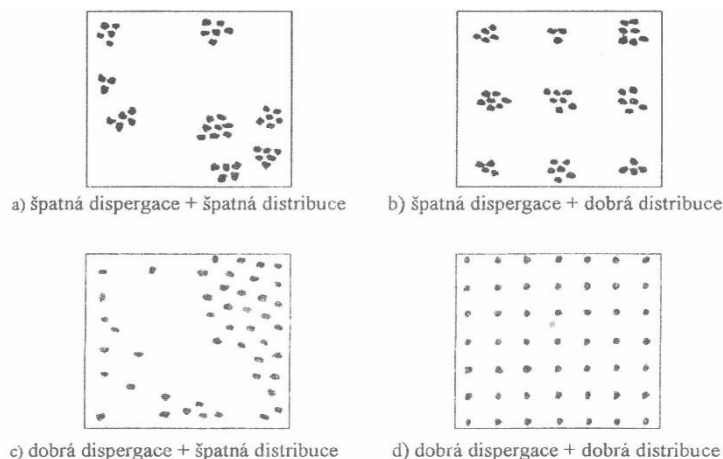 a) špatná dispergace + špatná distribuce
b) špatná dispergace + dobrá distribuce
c) dobrá dispergace + špatná distribuce
d) dobrá dispergace + dobrá distribuce